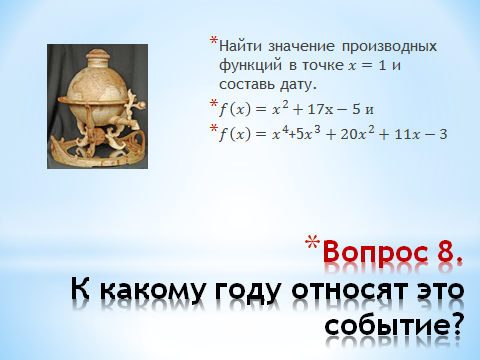 *Найти значение производных
функций в точке x = 1 и
составь дату.
*f(x) = x² + 17x − 5 и
*f(x) = x⁴+5x³ + 20x² + 11x − 3
*Вопрос 8.
К какому году относят это
событие?